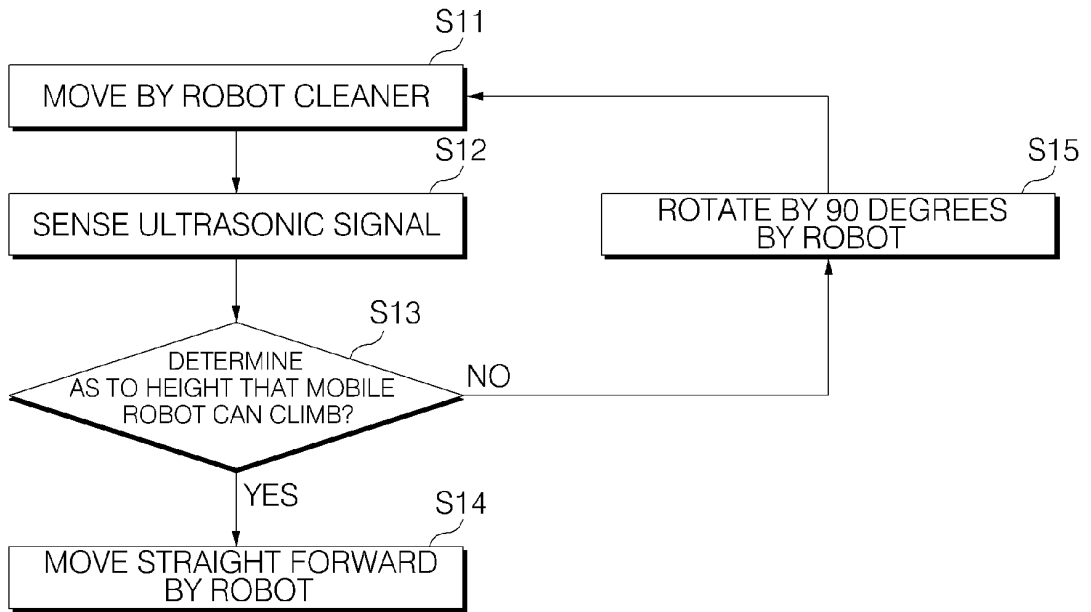 S11
MOVE BY ROBOT CLEANER
S12
SENSE ULTRASONIC SIGNAL
S13
DETERMINE
AS TO HEIGHT THAT MOBILE
ROBOT CAN CLIMB?
NO
YES
S14
MOVE STRAIGHT FORWARD
BY ROBOT
S15
ROTATE BY 90 DEGREES
BY ROBOT